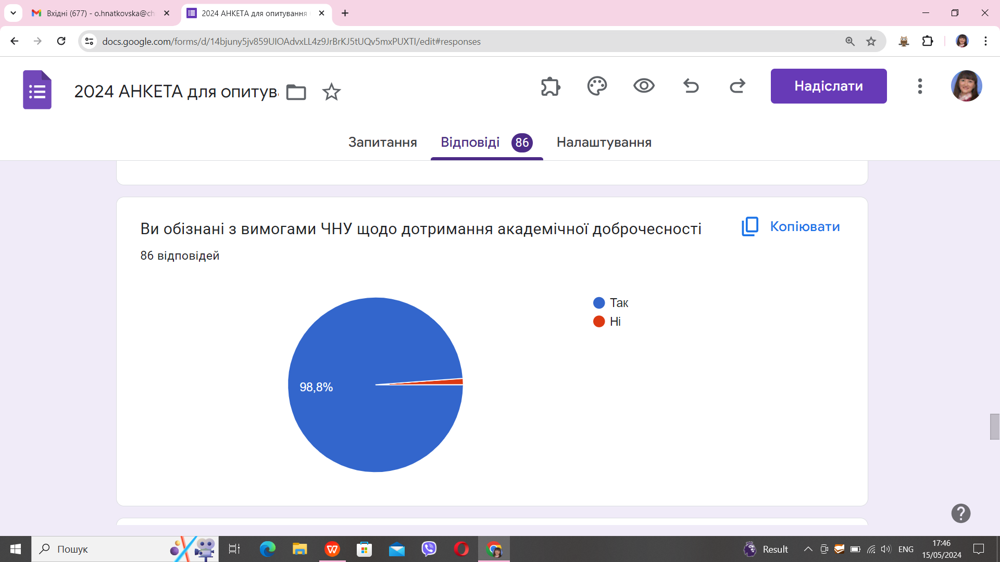 Вхідні (677) - o.hnatkovska@ch
2024 АНКЕТА для опитування
docs.google.com/forms/d/14bjuny5jv859UIOAdvxLL4z9JrBrKJ5tUQv5mxPUXTI/edit#responses
2024 АНКЕТА для опитув
Надіслати
Запитання
Відповіді
86
Налаштування
Ви обізнані з вимогами ЧНУ щодо дотримання академічної доброчесності
Копіювати
86 відповідей
Так
Ні
98,8%
Пошук
Result
ENG
17:46
15/05/2024